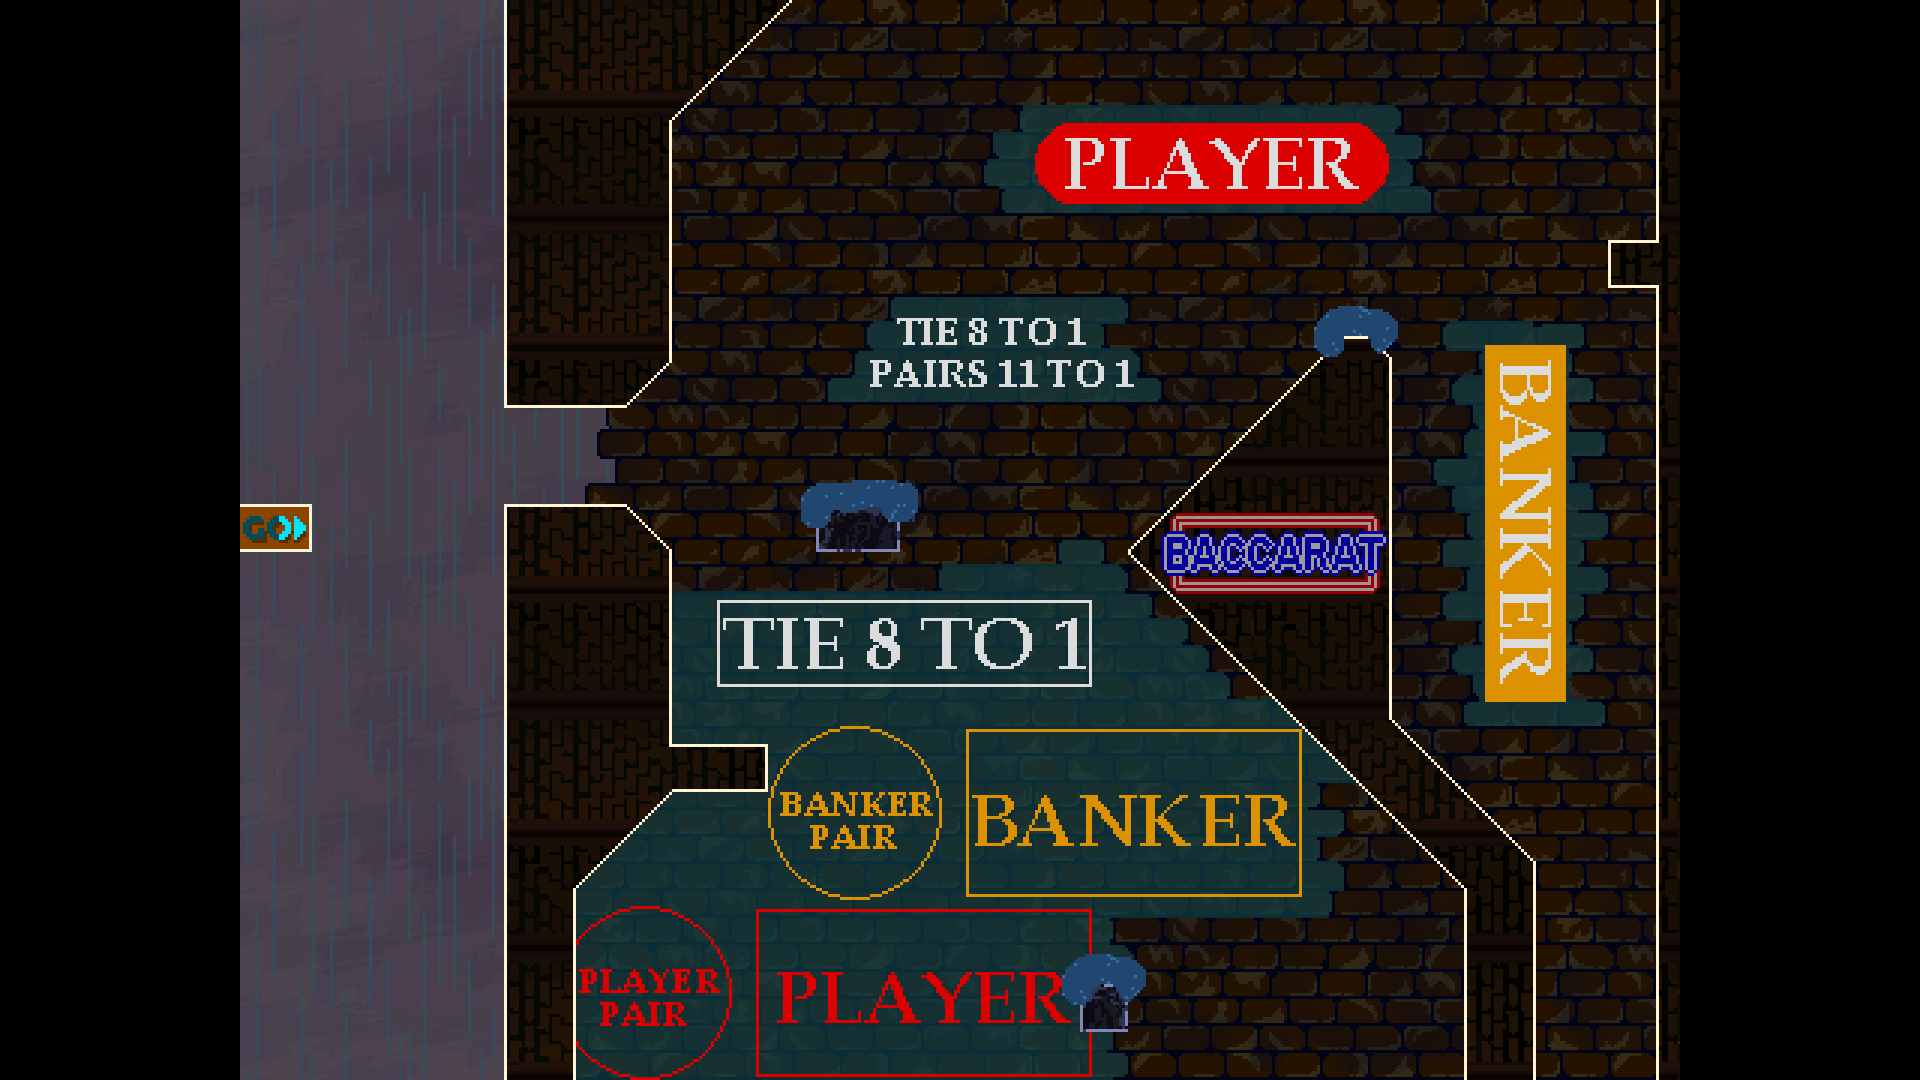 PLAYER
TIE 8 TO 1
PAIRS 11 TO 1
BANKER
GO
BACCARAT
TIE 8 TO 1
BANKER
PAIR
BANKER
PLAYER
PAIR
PLAYER